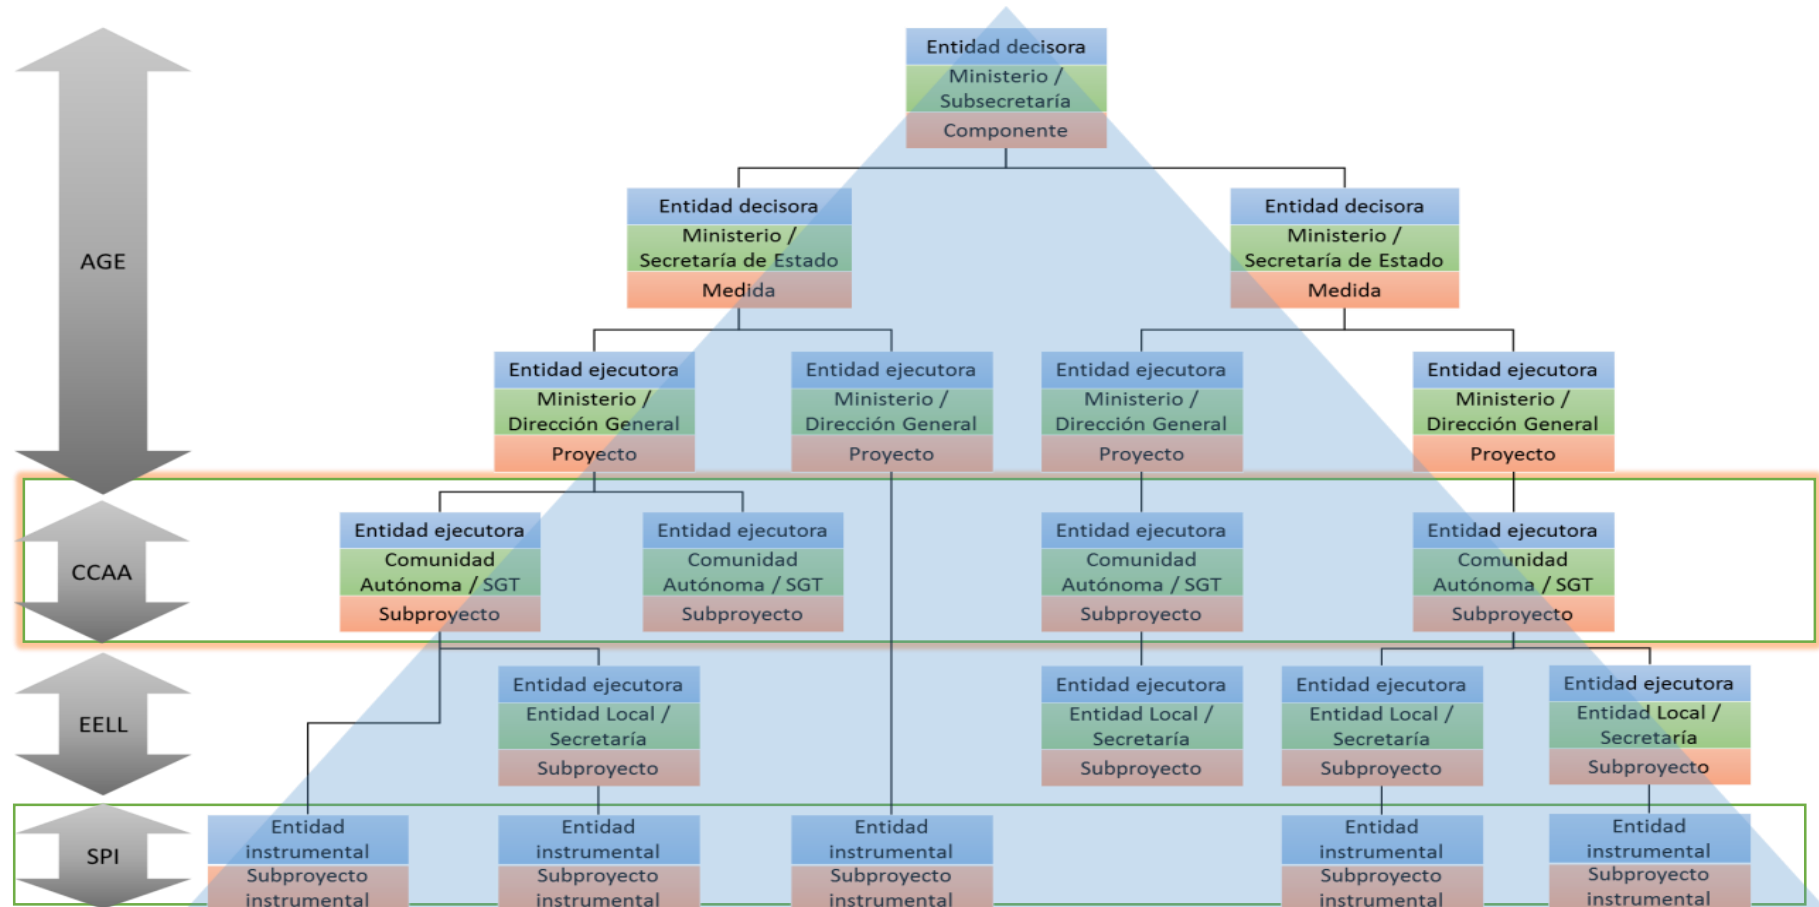 Entidad decisora
Ministerio /
Subsecretaría
Componente
Entidad decisora
Ministerio /
Secretaría de Estado
Medida
Entidad decisora
Ministerio /
Secretaría de Estado
Medida
AGE
Entidad ejecutora
Ministerio /
Dirección General
Proyecto
Entidad ejecutora
Ministerio /
Dirección General
Proyecto
Entidad ejecutora
Ministerio /
Dirección General
Proyecto
Entidad ejecutora
Ministerio /
Dirección General
Proyecto
CCAA
Entidad ejecutora
Comunidad
Autónoma / SGT
Subproyecto
Entidad ejecutora
Comunidad
Autónoma / SGT
Subproyecto
Entidad ejecutora
Comunidad
Autónoma / SGT
Subproyecto
Entidad ejecutora
Comunidad
Autónoma / SGT
Subproyecto
EELL
Entidad ejecutora
Entidad Local /
Secretaría
Subproyecto
Entidad ejecutora
Entidad Local /
Secretaría
Subproyecto
Entidad ejecutora
Entidad Local /
Secretaría
Subproyecto
Entidad ejecutora
Entidad Local /
Secretaría
Subproyecto
SPI
Entidad
instrumental
Subproyecto
instrumental
Entidad
instrumental
Subproyecto
instrumental
Entidad
instrumental
Subproyecto
instrumental
Entidad
instrumental
Subproyecto
instrumental
Entidad
instrumental
Subproyecto
instrumental